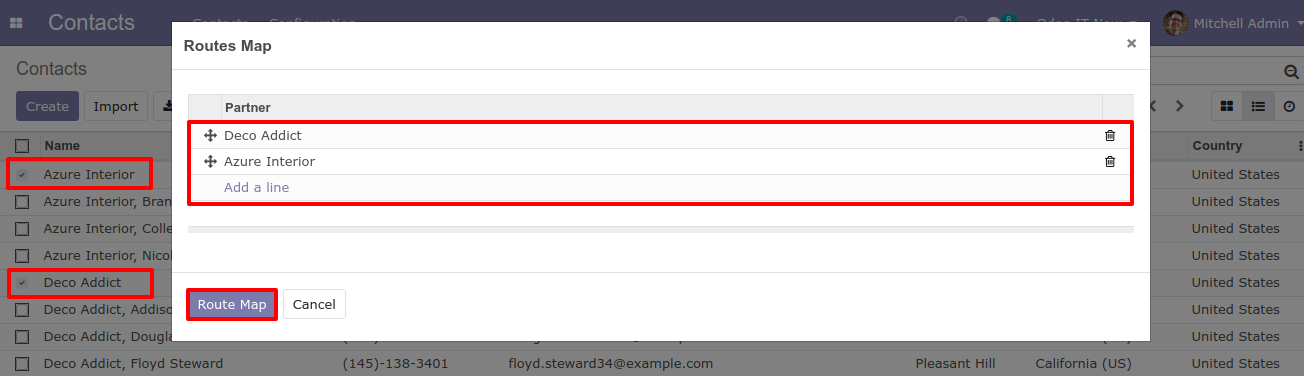 Contacts
Contacts Configuration
8
Odoo IT Now
Mitchell Admin
Routes Map
×
Contacts
Create
Import
Partner
Deco Addict
Azure Interior
Add a line
Route Map
Cancel
Name Country
Azure Interior United States
Azure Interior, Bran United States
Azure Interior, Colle United States
Azure Interior, Nicol United States
Deco Addict United States
Deco Addict, Addiso United States
Deco Addict, Dougla United States
Deco Addict, Floyd Steward (145)-138-3401 floyd.steward34@example.com Pleasant Hill California (US) United States